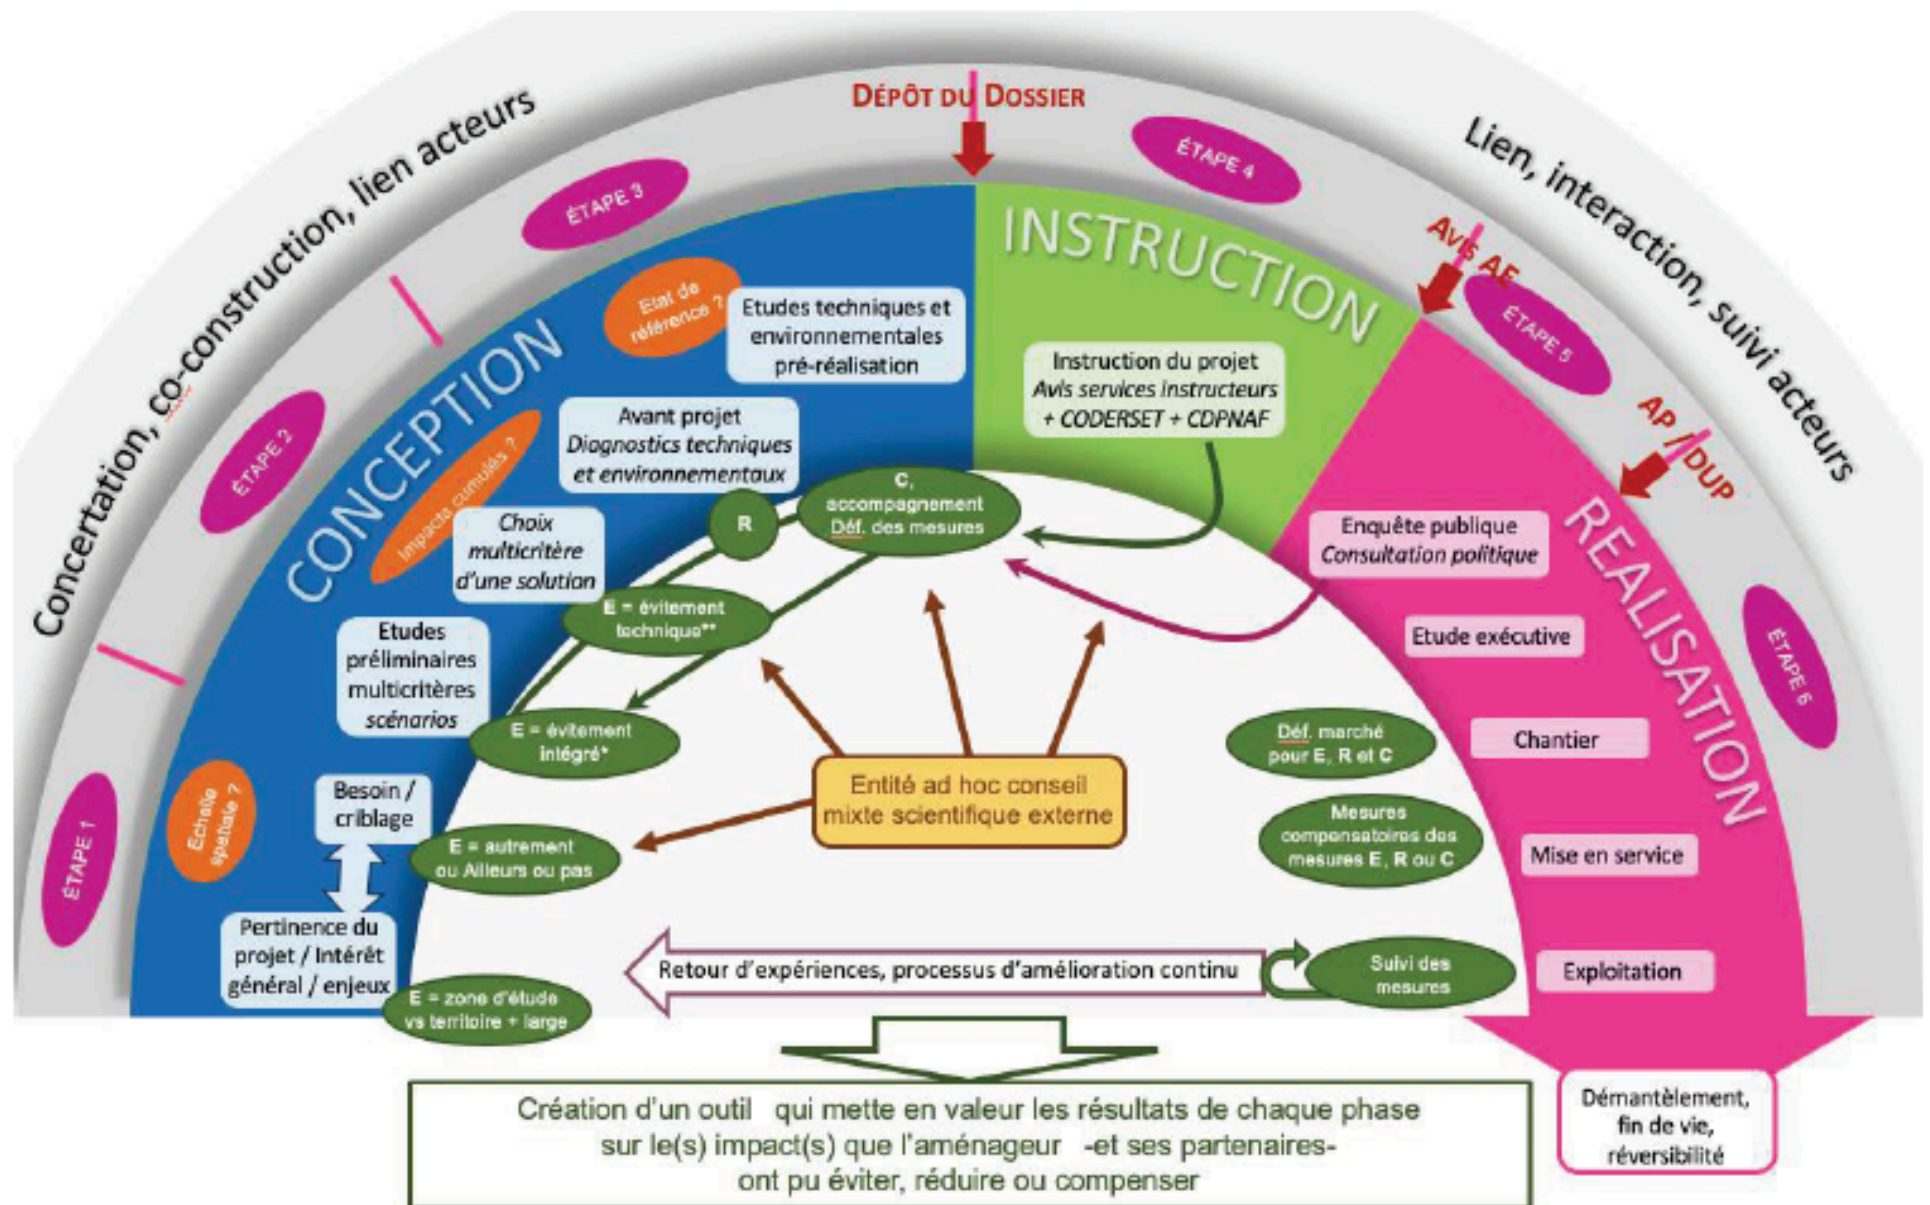 Concertation, co-construction, lien acteurs
DÉPÔT DU DOSSIER
Lien, interaction, suivi acteurs
ÉTAPE 1
ÉTAPE 2
ÉTAPE 3
ÉTAPE 4
Avis AE
ÉTAPE 5
AP / DUP
ÉTAPE 6
CONCEPTION
INSTRUCTION
REALISATION
Etat de
référence ?
Etudes techniques et
environnementales
pré-réalisation
Avant projet
Diagnostics techniques
et environnementaux
Impacts cumulés ?
Choix
multicritère
d'une solution
Etudes
préliminaires
multicritères
scénarios
Echelle
spatiale ?
Besoin /
criblage
Pertinence du
projet / Intérêt
général / enjeux
Instruction du projet
Avis services instructeurs
+ CODERSET + CDPNAF
Enquête publique
Consultation politique
Etude exécutive
Chantier
Mise en service
Exploitation
C,
accompagnement
Déf. des mesures
R
E = évitement
technique**
E = évitement
intégré*
E = autrement
ou Ailleurs ou pas
E = zone d'étude
vs territoire + large
Entité ad hoc conseil
mixte scientifique externe
Déf. marché
pour E, R et C
Mesures
compensatoires des
mesures E, R ou C
Suivi des
mesures
Retour d'expériences, processus d'amélioration continu
Création d'un outil qui mette en valeur les résultats de chaque phase
sur le(s) impact(s) que l'aménageur -et ses partenaires-
ont pu éviter, réduire ou compenser
Démantèlement,
fin de vie,
réversibilité